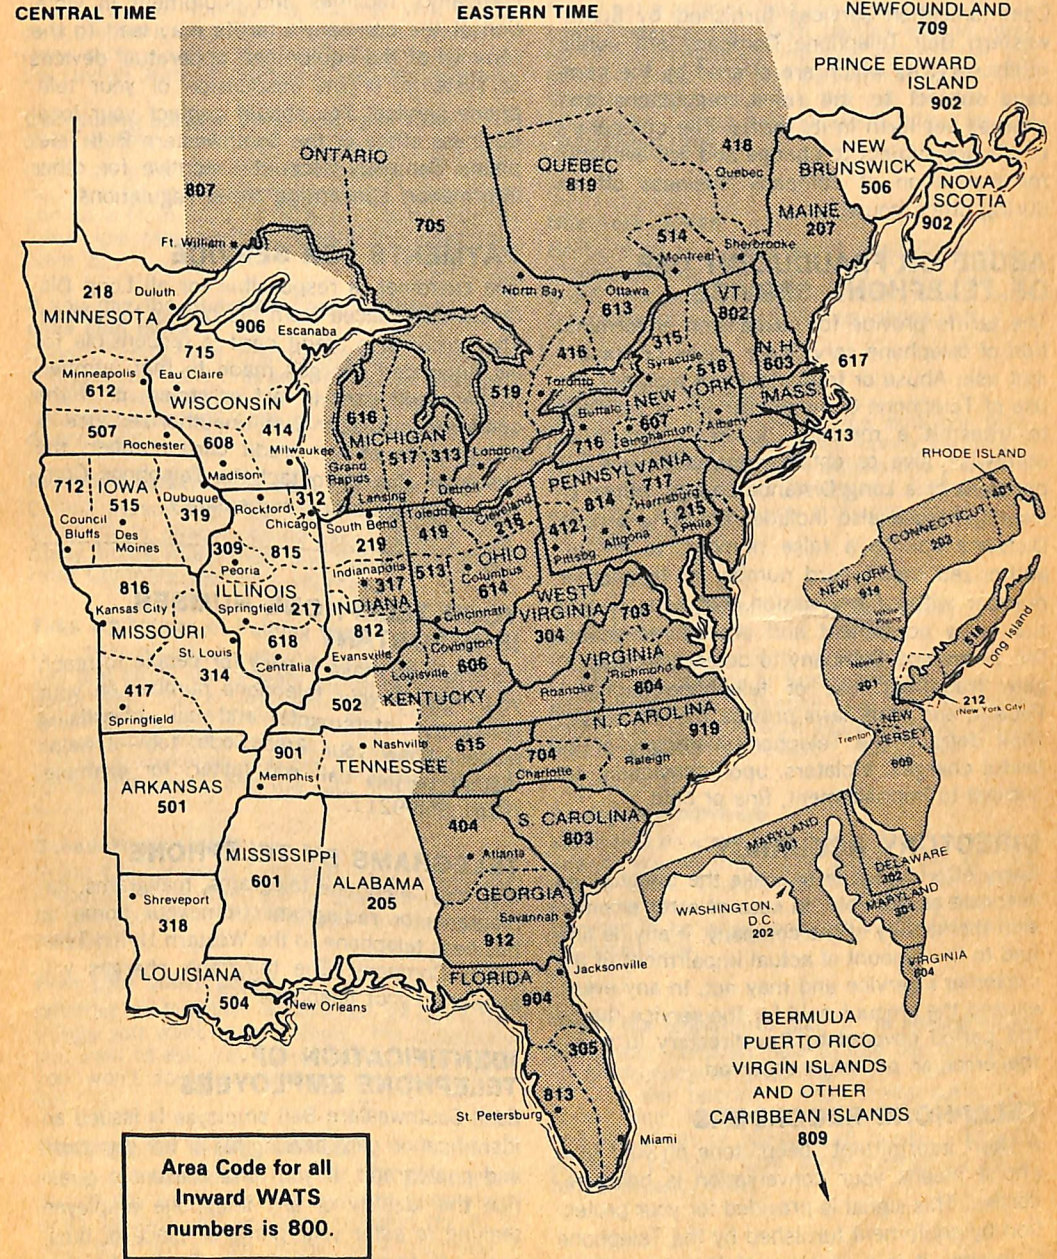 CENTRAL TIME
EASTERN TIME
NEWFOUNDLAND
709
PRINCE EDWARD
ISLAND
902
ONTARIO
807
705
QUEBEC
819
418
Quebec
NEW
BRUNSWICK
506
NOVA
SCOTIA
902
MAINE
207
Ft. William
514
Montreal
Sherbrooke
North Bay
Ottawa
613
VT.
802
N.H.
603
617
MASS.
413
218
Duluth
MINNESOTA
906
Escanaba
715
Minneapolis
612
Eau Claire
WISCONSIN
507
Rochester
608
414
Milwaukee
Madison
616
MICHIGAN
517
313
Grand
Rapids
Lansing
Detroit
London
519
416
Toronto
315
Syracuse
518
NEW YORK
Buffalo
607
716
Binghamton
Albany
RHODE ISLAND
401
CONNECTICUT
203
NEW YORK
914
White
Plains
516
Long Island
Newark
201
212
(New York City)
NEW
JERSEY
Trenton
609
712
IOWA
515
Dubuque
319
Council
Bluffs
Des
Moines
Rockford
312
Chicago
South Bend
219
Toledo
419
Cleveland
216
PENNSYLVANIA
717
814
Harrisburg
215
Phila
412
Altoona
Pittsbg
309
815
Peoria
ILLINOIS
Springfield
217
Indianapolis
317
INDIANA
812
513
OHIO
Columbus
614
Cincinnati
WEST
VIRGINIA
304
703
VIRGINIA
Richmond
Roanoke
804
816
Kansas City
MISSOURI
St. Louis
314
618
Centralia
Evansville
Covington
606
Louisville
502
KENTUCKY
417
Springfield
N. CAROLINA
919
704
Charlotte
Raleigh
901
Memphis
Nashville
615
TENNESSEE
ARKANSAS
501
404
Atlanta
S. CAROLINA
803
MISSISSIPPI
601
ALABAMA
205
GEORGIA
Savannah
912
Shreveport
318
LOUISIANA
504
New Orleans
FLORIDA
904
Jacksonville
305
813
St. Petersburg
Miami
MARYLAND
301
WASHINGTON,
D.C.
202
DELAWARE
302
MARYLAND
301
VIRGINIA
804
BERMUDA
PUERTO RICO
VIRGIN ISLANDS
AND OTHER
CARIBBEAN ISLANDS
809
Area Code for all
Inward WATS
numbers is 800.